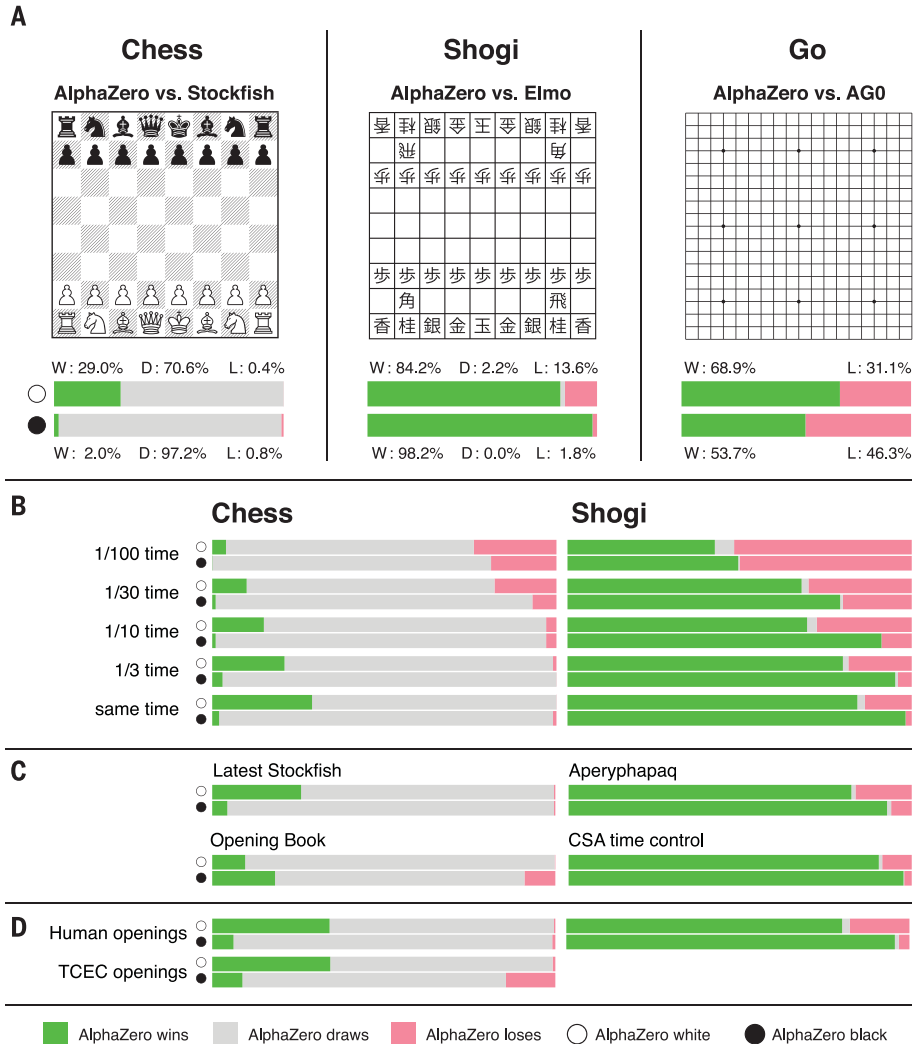 A
Chess
Shogi
Go
AlphaZero vs. Stockfish
AlphaZero vs. Elmo
AlphaZero vs. AG0
香 桂 銀 金 玉 金 銀 桂 香
飛 角
歩 歩 歩 歩 歩 歩 歩 歩 歩
歩 歩 歩 歩 歩 歩 歩 歩 歩
角 飛
香 桂 銀 金 玉 金 銀 桂 香
W: 29.0% D: 70.6% L: 0.4%
W: 84.2% D: 2.2% L: 13.6%
W: 68.9% L: 31.1%
W: 2.0% D: 97.2% L: 0.8%
W: 98.2% D: 0.0% L: 1.8%
W: 53.7% L: 46.3%
B
Chess
Shogi
1/100 time
1/30 time
1/10 time
1/3 time
same time
C
Latest Stockfish
Aperyphapaq
Opening Book
CSA time control
D
Human openings
TCEC openings
AlphaZero wins
AlphaZero draws
AlphaZero loses
AlphaZero white
AlphaZero black